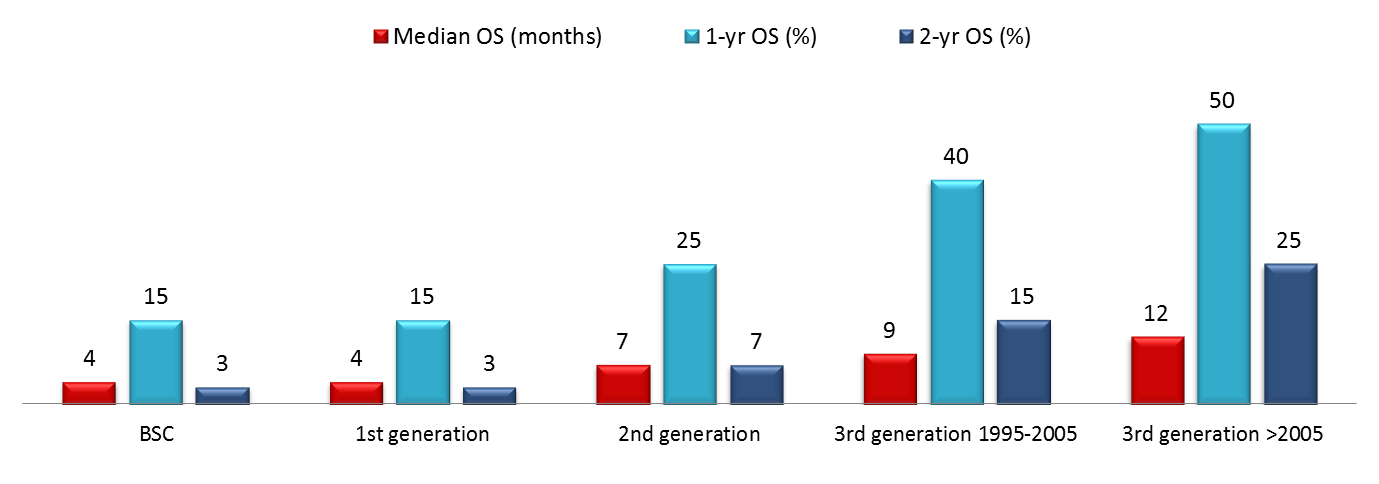 Median OS (months) 1-yr OS (%) 2-yr OS (%)
4 15 3
4 15 3
7 25 7
9 40 15
12 50 25
BSC 1st generation 2nd generation 3rd generation 1995-2005 3rd generation >2005